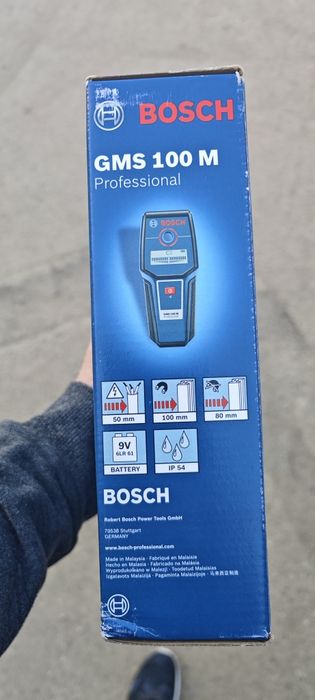 BOSCH
GMS 100 M
Professional
BOSCH
GMS 100 M
50 mm
100 mm
80 mm
9V
6LR 61
BATTERY
IP 54
BOSCH
Robert Bosch Power Tools GmbH
70538 Stuttgart
GERMANY
www.bosch-professional.com
Made in Malaysia · Fabriqué en Malaisie
Hecho en Malasia · Fabricado na Malásia
Wyprodukowano w Malezji · Toodetud Malaisias
Izgatavots Malaizijā · Pagaminta Malaizijoje · 马来西亚制造